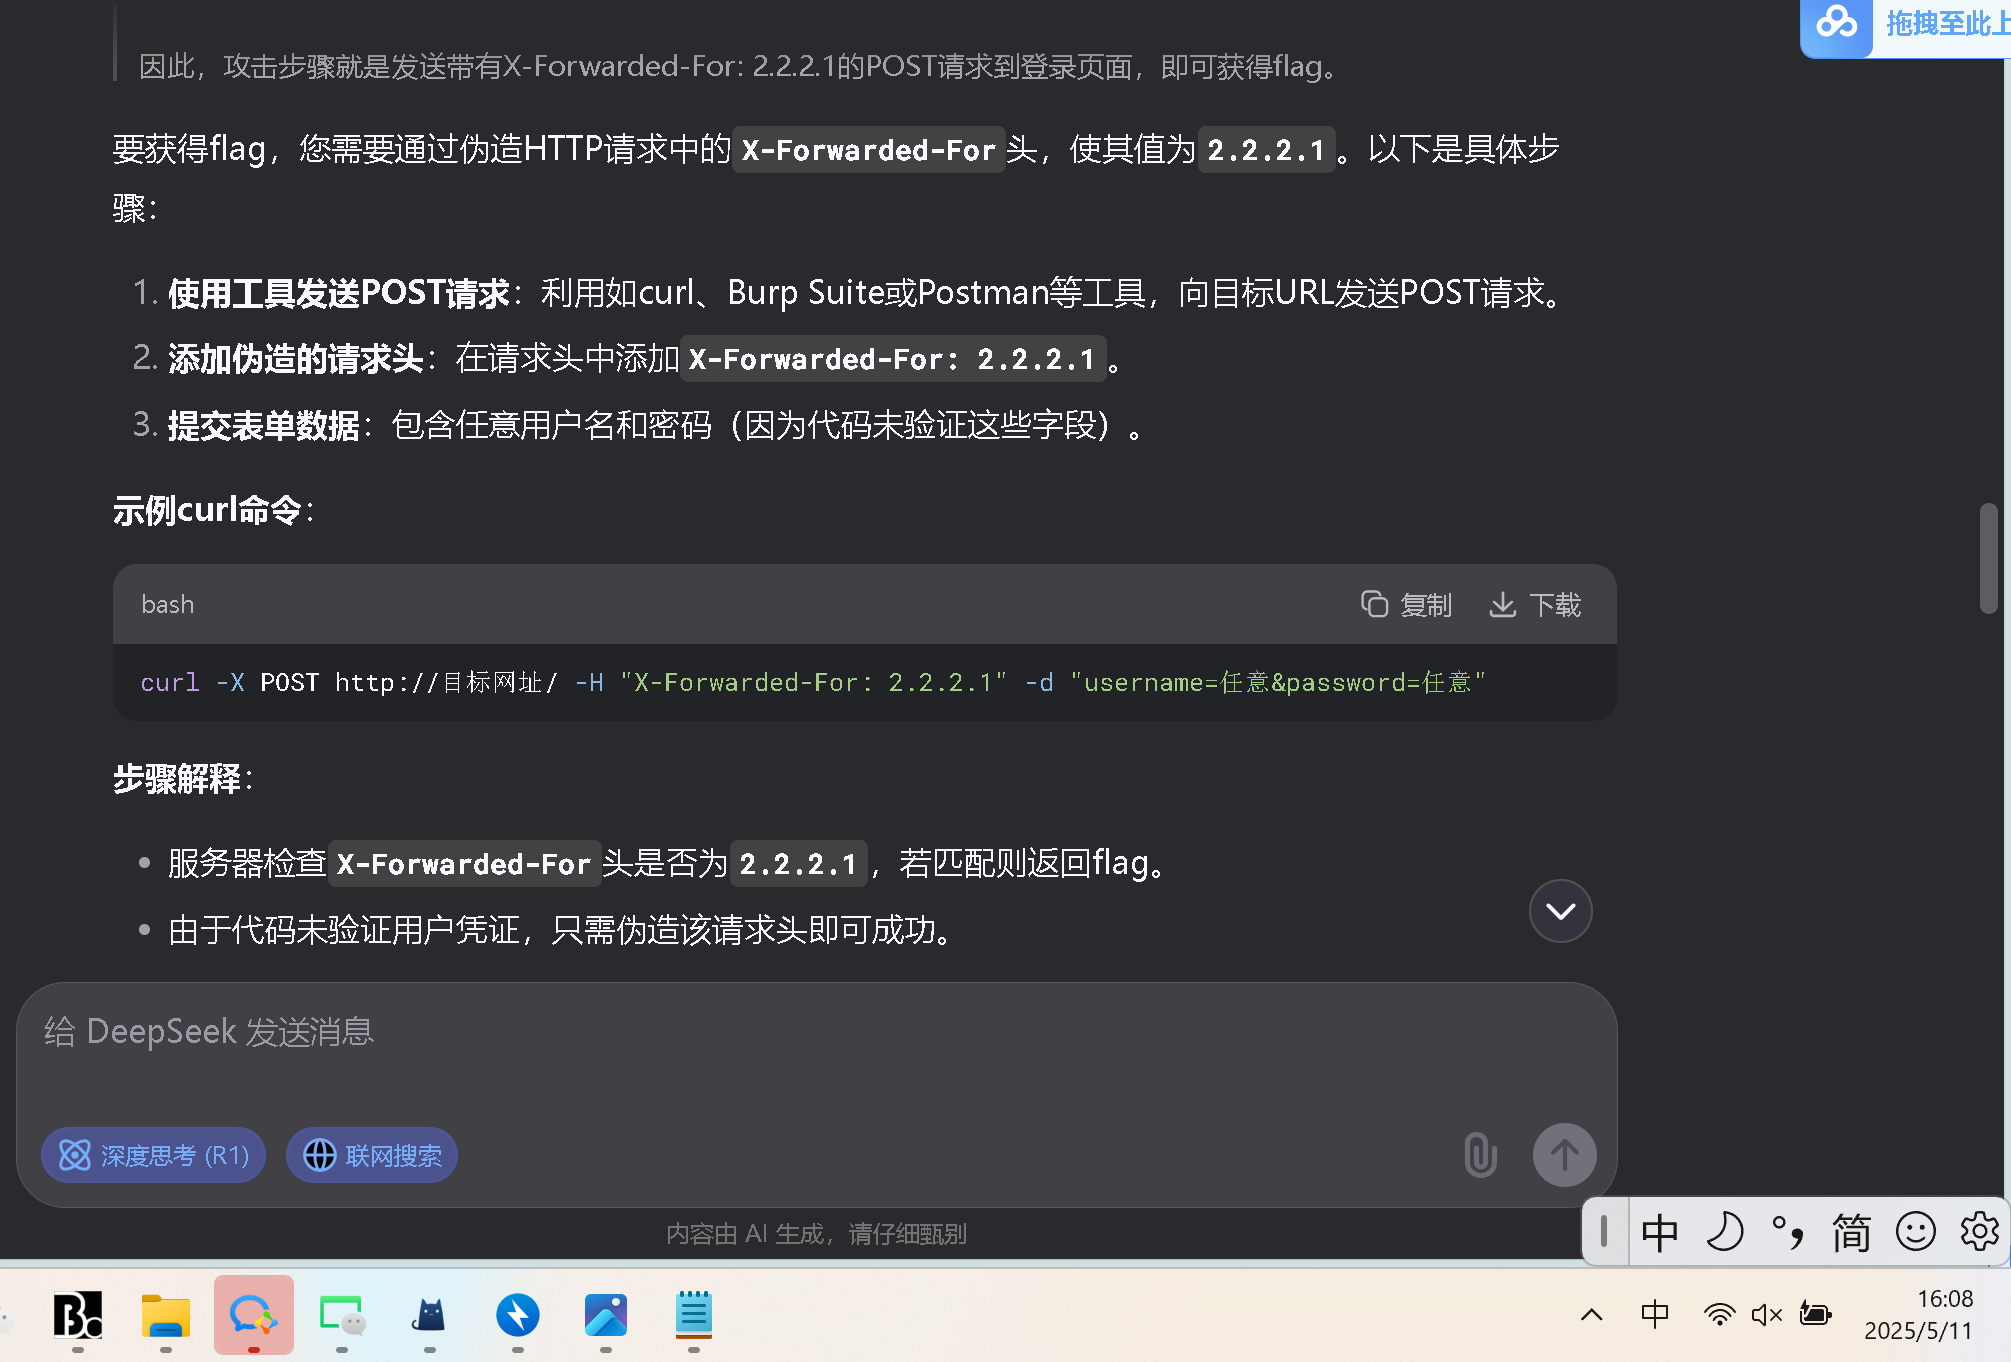 拖拽至此上
因此，攻击步骤就是发送带有X-Forwarded-For: 2.2.2.1的POST请求到登录页面，即可获得flag。
要获得flag，您需要通过伪造HTTP请求中的X-Forwarded-For头，使其值为2.2.2.1。以下是具体步
骤：
1. 使用工具发送POST请求：利用如curl、Burp Suite或Postman等工具，向目标URL发送POST请求。
2. 添加伪造的请求头：在请求头中添加X-Forwarded-For: 2.2.2.1。
3. 提交表单数据：包含任意用户名和密码（因为代码未验证这些字段）。
示例curl命令：
bash 复制 下载
curl -X POST http://目标网址/ -H "X-Forwarded-For: 2.2.2.1" -d "username=任意&password=任意"
步骤解释：
• 服务器检查X-Forwarded-For头是否为2.2.2.1，若匹配则返回flag。
• 由于代码未验证用户凭证，只需伪造该请求头即可成功。
给 DeepSeek 发送消息
深度思考 (R1) 联网搜索
内容由 AI 生成，请仔细甄别
中 简
中 16:08
2025/5/11